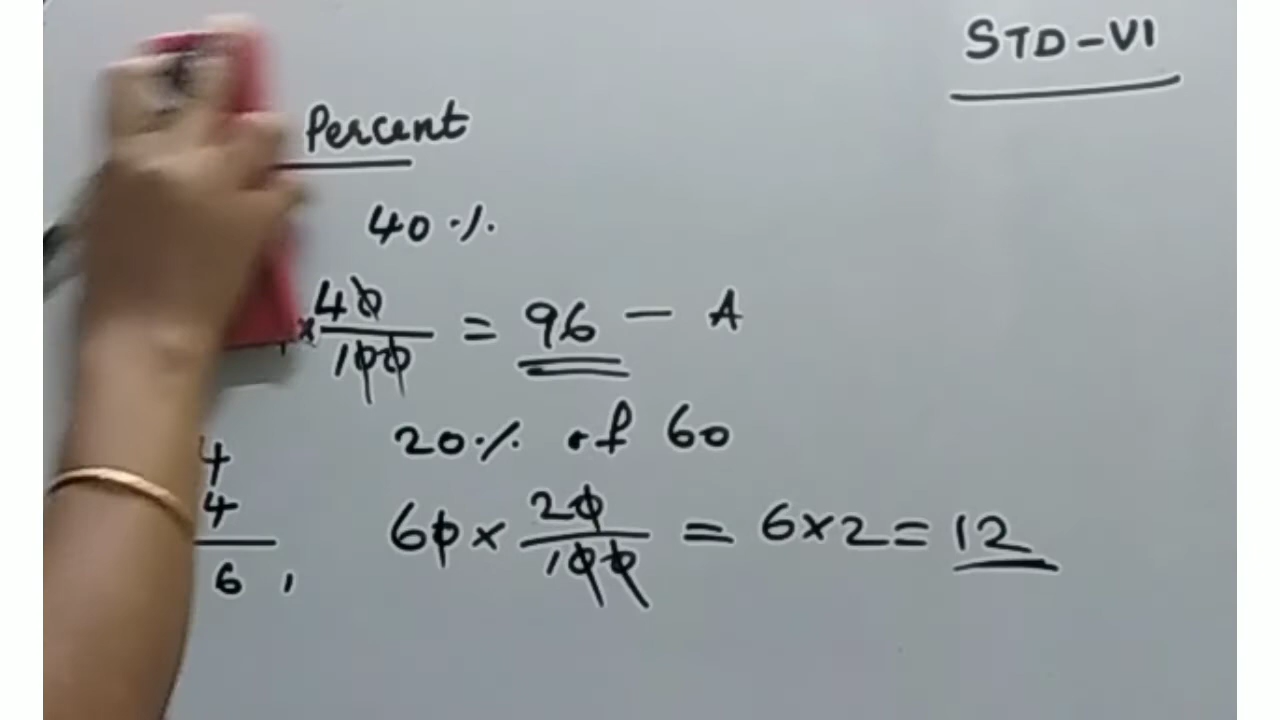 STD-VI
Percent
40 %
× 40/100 = 96 - A
20% of 60
4
4
6
60 × 20/100 = 6×2 = 12